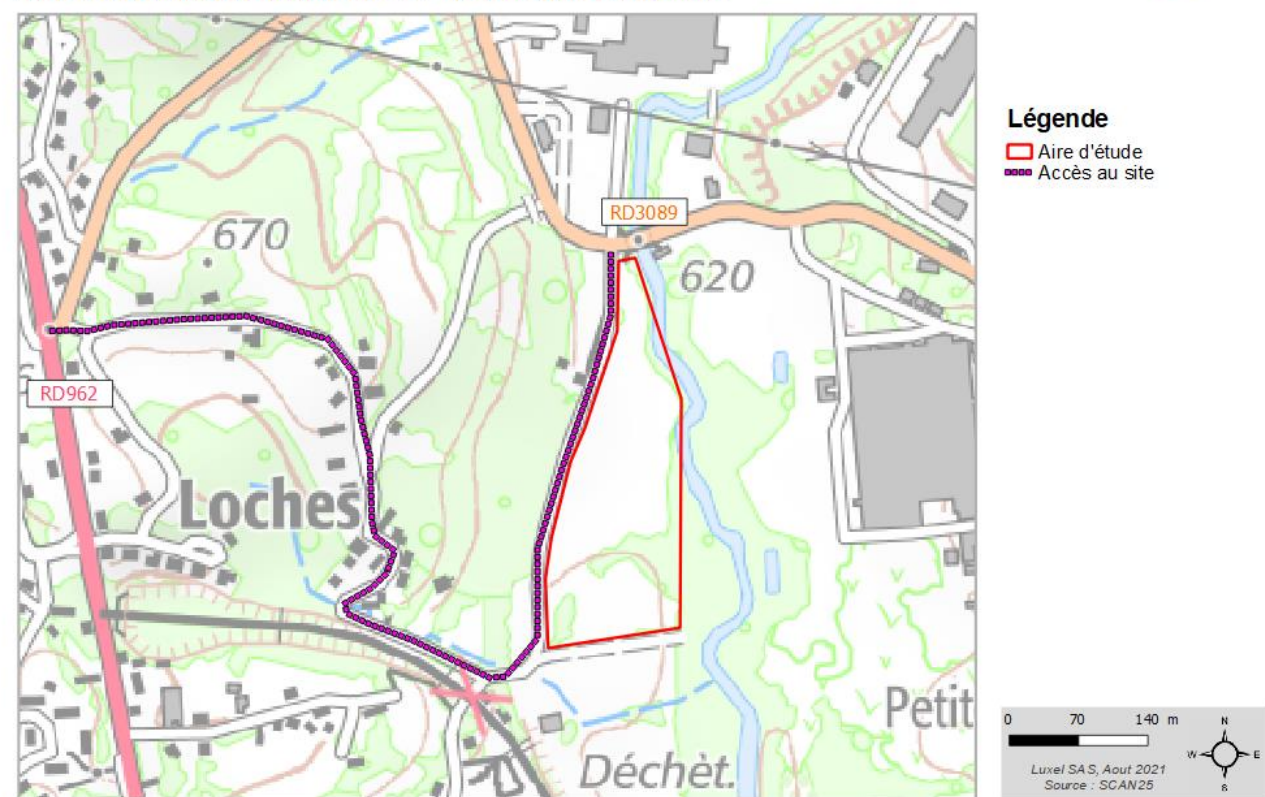 RD3089
670
620
RD962
Loches
Petit
Déchèt.
Légende
Aire d'étude
Accès au site
0 70 140 m
N
W E
S
Luxel SAS, Aout 2021
Source : SCAN25